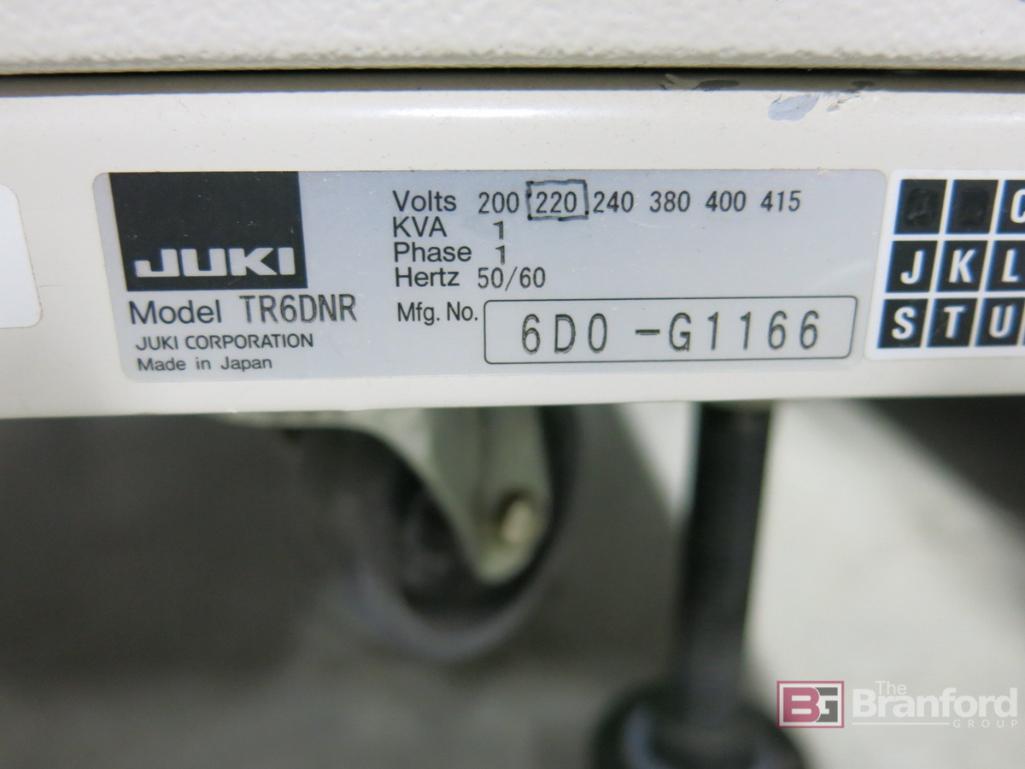 JUKI
Model TR6DNR
JUKI CORPORATION
Made in Japan
Volts 200 220 240 380 400 415
KVA 1
Phase 1
Hertz 50/60
Mfg. No. 6D0 -G1166
C
J K L
S T U
The
BG Branford
GROUP